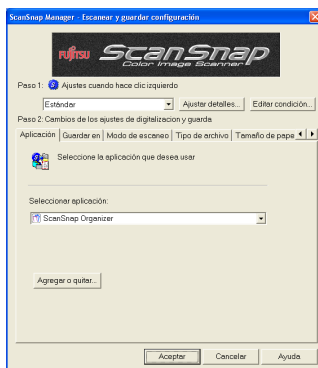 ScanSnap Manager - Escanear y guardar configuración
FUJITSU ScanSnap
Color Image Scanner
Paso 1: S Ajustes cuando hace clic izquierdo
Estándar Ajustar detalles... Editar condición...
Paso 2: Cambios de los ajustes de digitalizacion y guarda
Aplicación Guardar en Modo de escaneo Tipo de archivo Tamaño de pape
Seleccione la aplicación que desea usar
Seleccionar aplicación:
ScanSnap Organizer
Agregar o quitar...
Aceptar Cancelar Ayuda